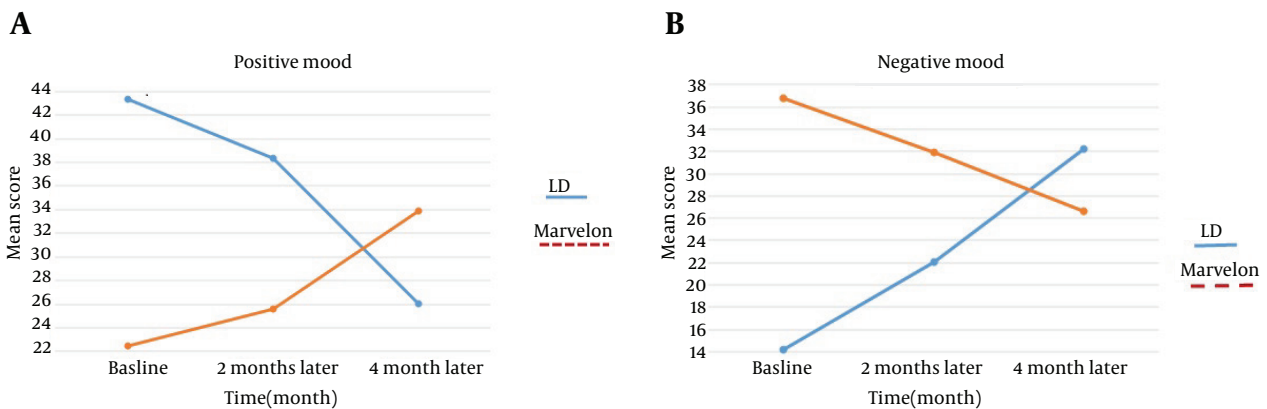 A
Positive mood
Mean score
44
42
40
38
36
34
32
30
28
26
24
22
Basline
2 months later
4 month later
Time(month)
LD
Marvelon
B
Negative mood
Mean score
38
36
34
32
30
28
26
24
22
20
18
16
14
Basline
2 months later
4 month later
Time(month)
LD
Marvelon